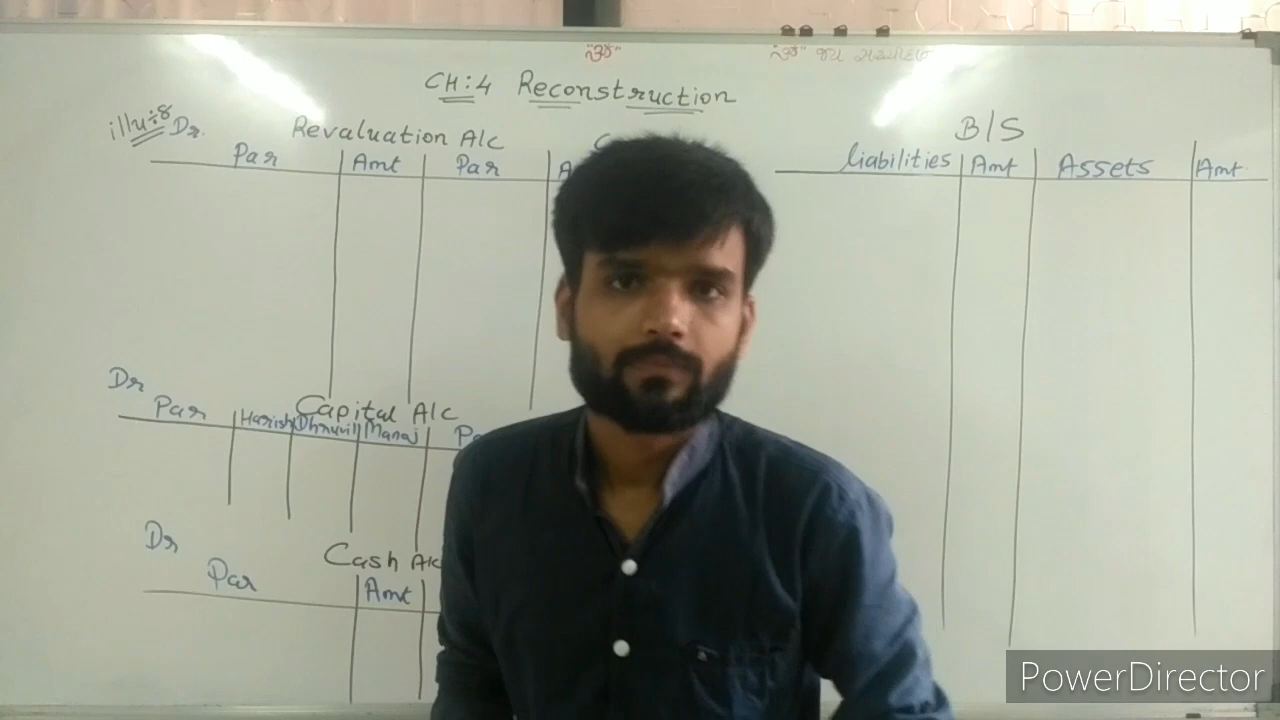 "ૐ"
"ૐ" જય
CH:4 Reconstruction
illu:8
Dr. Revaluation A/c
Par Amt Par
B/S
Liabilities Amt Assets Amt
Dr
Capital A/c
Par Harish Dhruvil Manoj
Dr
Cash A/c
Par Amt
PowerDirector